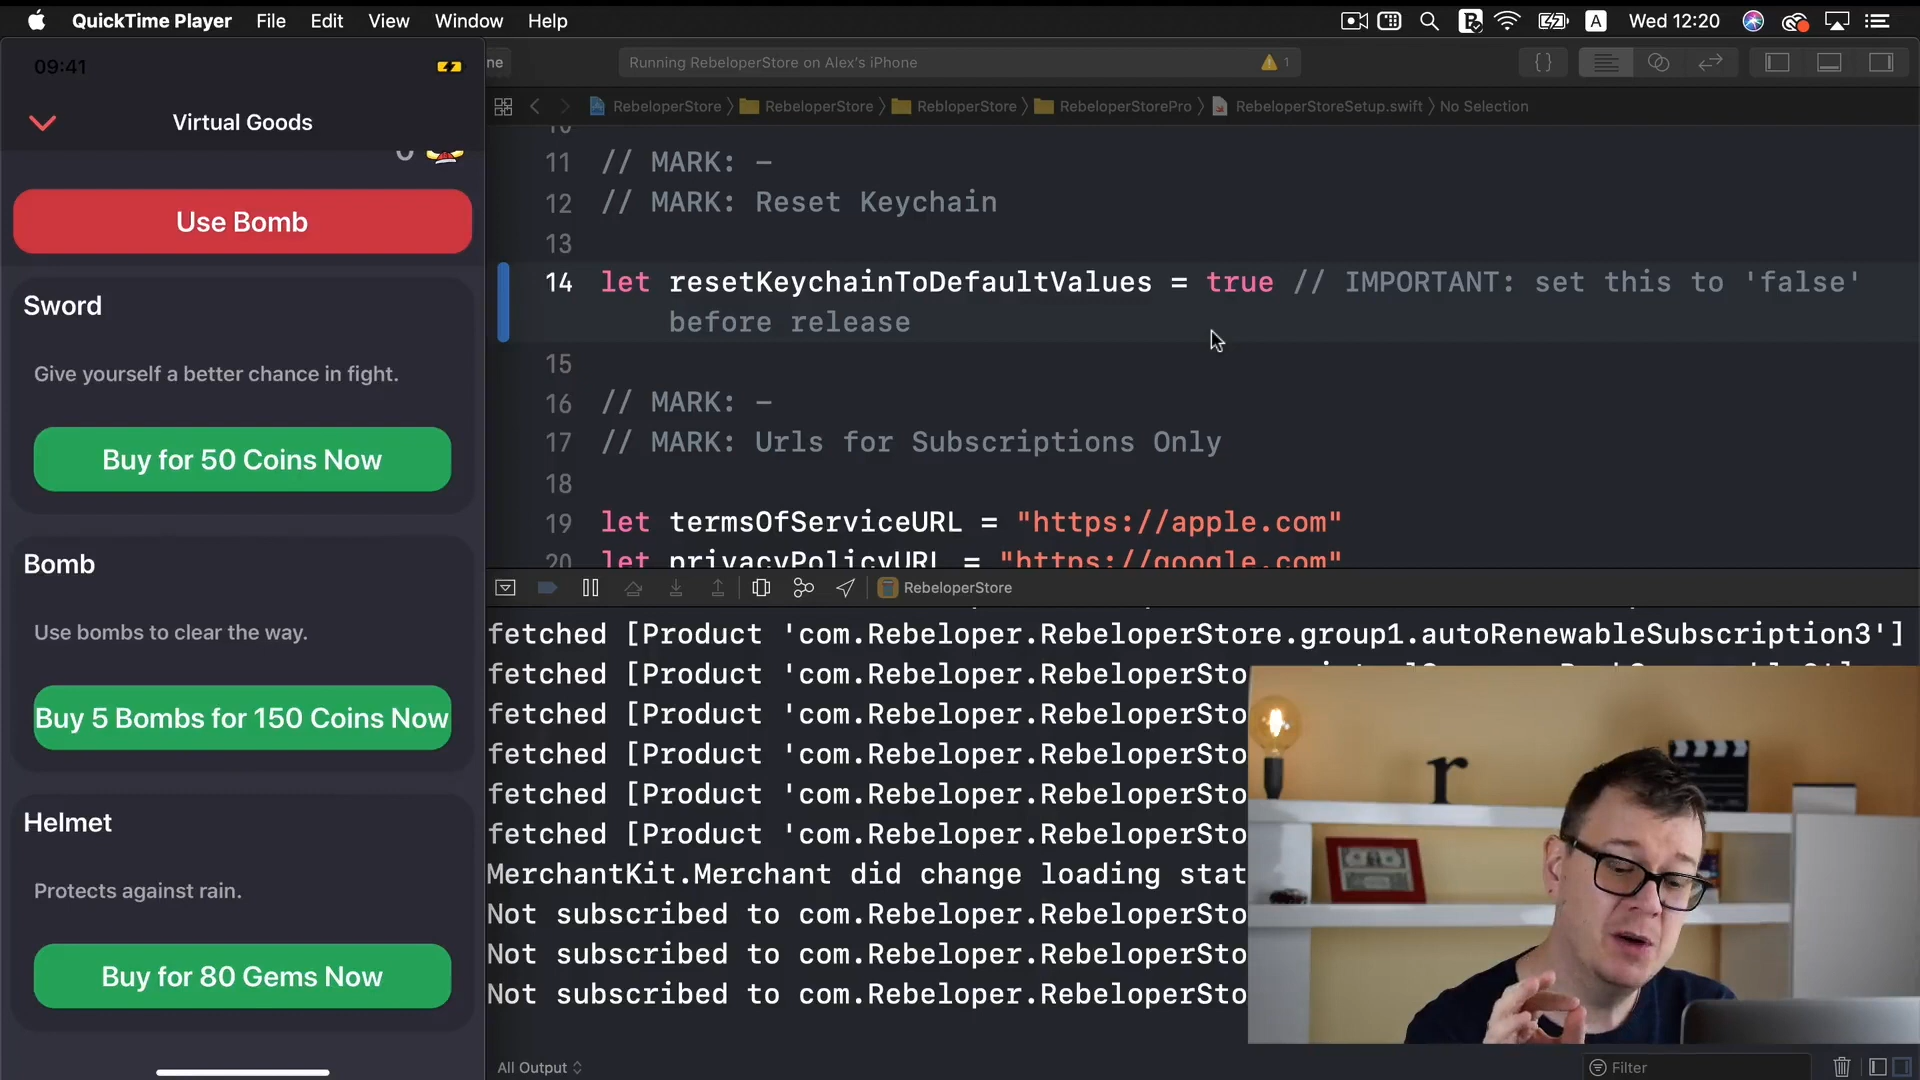 QuickTime Player File Edit View Window Help
A Wed 12:20
09:41
Virtual Goods
Use Bomb
Sword
Give yourself a better chance in fight.
Buy for 50 Coins Now
Bomb
Use bombs to clear the way.
Buy 5 Bombs for 150 Coins Now
Helmet
Protects against rain.
Buy for 80 Gems Now
ne
Running RebeloperStore on Alex's iPhone
1
RebeloperStore RebeloperStore RebloperStore RebeloperStorePro RebeloperStoreSetup.swift No Selection
11 // MARK: –
12 // MARK: Reset Keychain
13
14 let resetKeychainToDefaultValues = true // IMPORTANT: set this to 'false'
before release
15
16 // MARK: –
17 // MARK: Urls for Subscriptions Only
18
19 let termsOfServiceURL = "https://apple.com"
20 let privacyPolicyURL = "https://google.com"
RebeloperStore
fetched [Product 'com.Rebeloper.RebeloperStore.group1.autoRenewableSubscription3']
fetched [Product 'com.Rebeloper.RebeloperSto
fetched [Product 'com.Rebeloper.RebeloperSto
fetched [Product 'com.Rebeloper.RebeloperSto
fetched [Product 'com.Rebeloper.RebeloperSto
fetched [Product 'com.Rebeloper.RebeloperSto
MerchantKit.Merchant did change loading stat
Not subscribed to com.Rebeloper.RebeloperSto
Not subscribed to com.Rebeloper.RebeloperSto
Not subscribed to com.Rebeloper.RebeloperSto
r
All Output
Filter